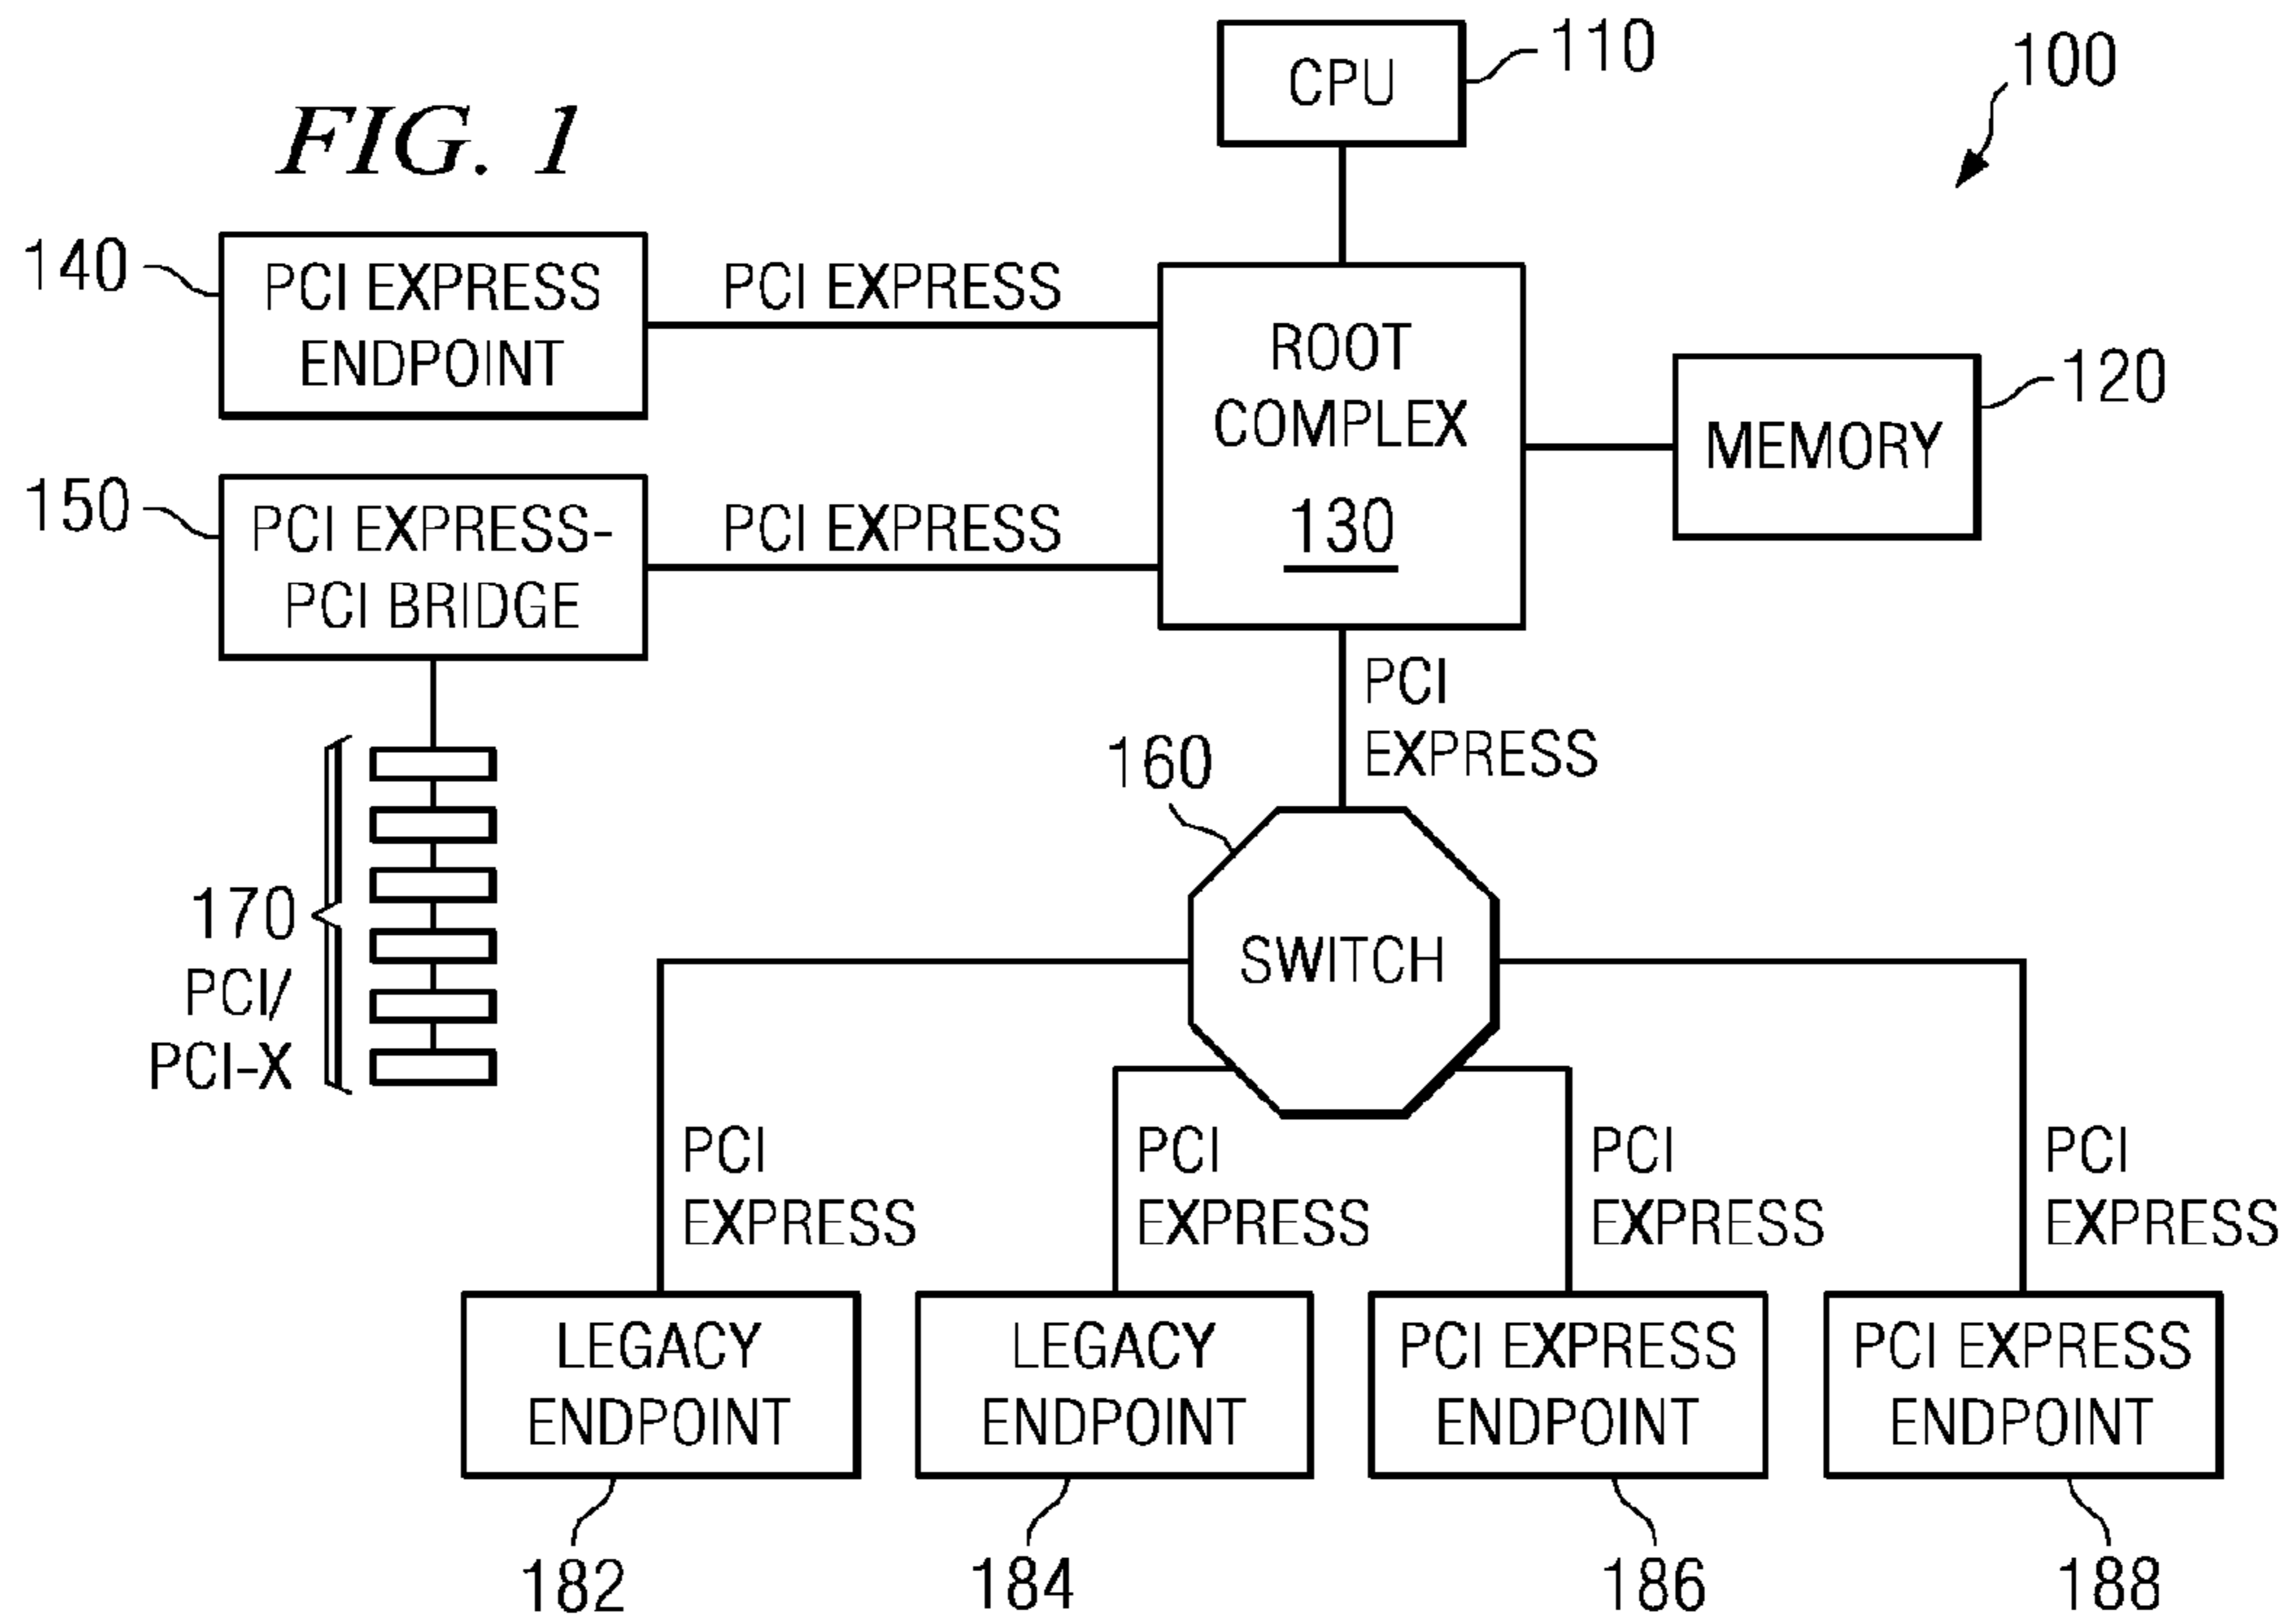 FIG. 1
CPU
110
100
140
PCI EXPRESS
ENDPOINT
PCI EXPRESS
ROOT
COMPLEX
130
MEMORY
120
150
PCI EXPRESS-
PCI BRIDGE
PCI EXPRESS
PCI
EXPRESS
160
SWITCH
170
PCI/
PCI-X
PCI
EXPRESS
PCI
EXPRESS
PCI
EXPRESS
PCI
EXPRESS
LEGACY
ENDPOINT
LEGACY
ENDPOINT
PCI EXPRESS
ENDPOINT
PCI EXPRESS
ENDPOINT
182
184
186
188